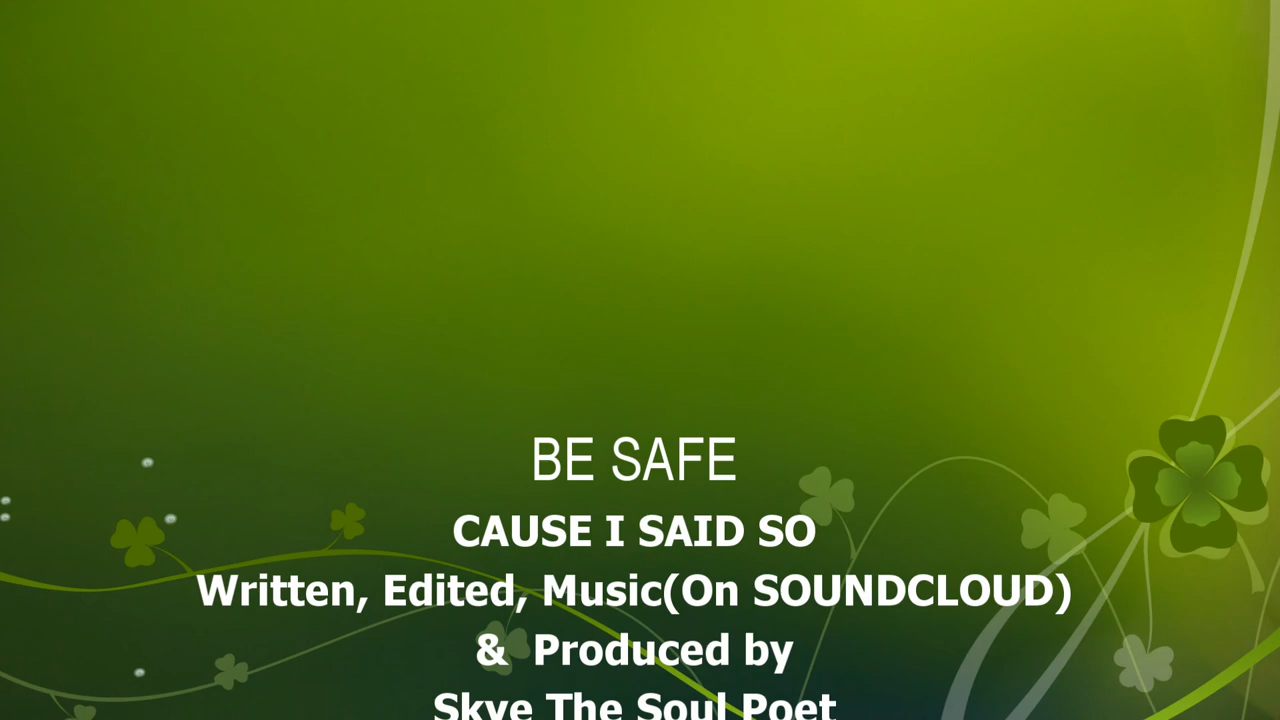 BE SAFE
CAUSE I SAID SO
Written, Edited, Music(On SOUNDCLOUD)
& Produced by
Skye The Soul Poet